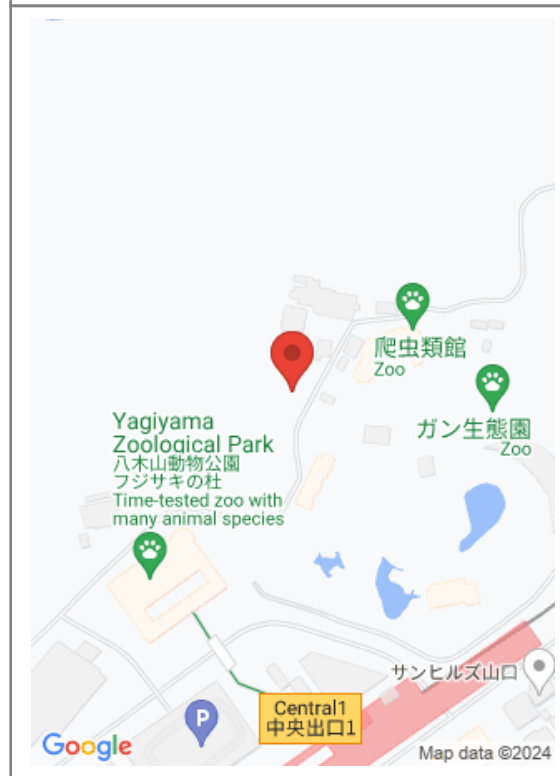 爬虫類館
Zoo
ガン生態園
Zoo
Yagiyama
Zoological Park
八木山動物公園
フジサキの杜
Time-tested zoo with
many animal species
サンヒルズ山口
Central1
中央出口1
P
Google
Map data ©2024